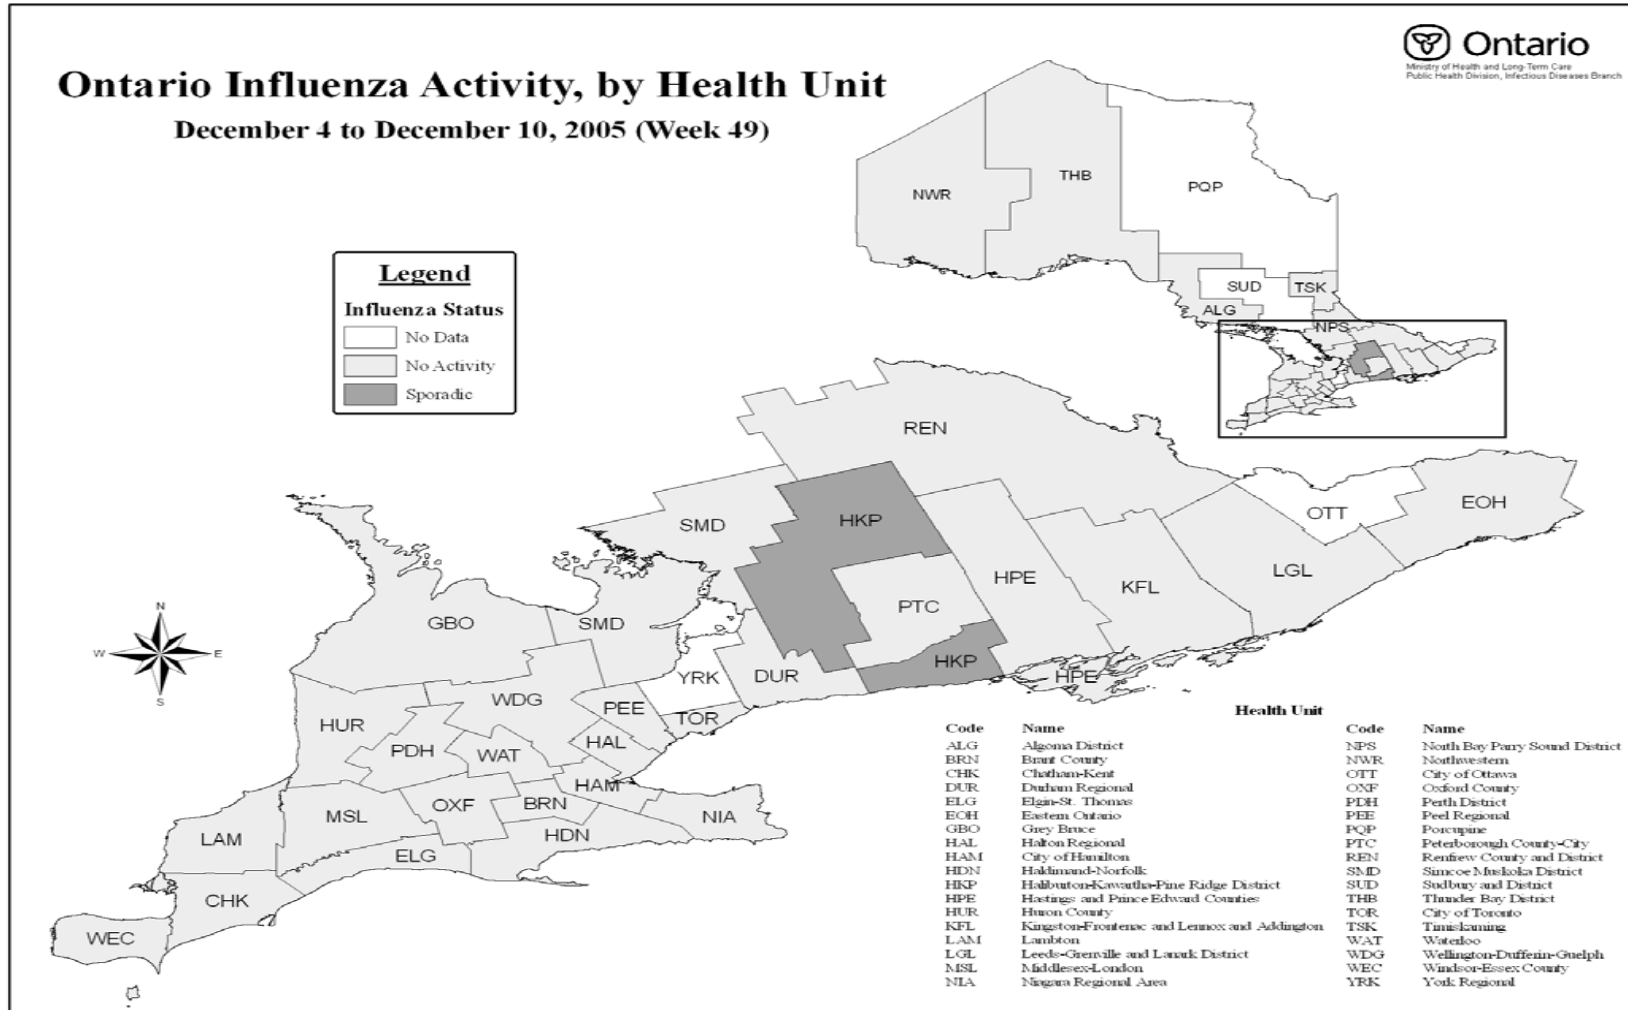 Ontario
Ministry of Health and Long-Term Care
Public Health Division, Infectious Diseases Branch
Ontario Influenza Activity, by Health Unit
December 4 to December 10, 2005 (Week 49)
Legend
Influenza Status
No Data
No Activity
Sporadic
NWR
THB
PQP
SUD
TSK
ALG
NPS
REN
SMD
HKP
OTT
EOH
HPE
KFL
LGL
PTC
GBO
SMD
HKP
YRK
DUR
HPE
WDG
PEE
TOR
HUR
PDH
WAT
HAL
HAM
MSL
OXF
BRN
NIA
LAM
HDN
ELG
CHK
WEC
N
W
E
S
Health Unit
Code Name Code Name
ALG Algoma District NPS North Bay Parry Sound District
BRN Brant County NWR Northwestern
CHK Chatham-Kent OTT City of Ottawa
DUR Durham Regional OXF Oxford County
ELG Elgin-St. Thomas PDH Perth District
EOH Eastern Ontario PEE Peel Regional
GBO Grey Bruce PQP Porcupine
HAL Halton Regional PTC Peterborough County-City
HAM City of Hamilton REN Renfrew County and District
HDN Haldimand-Norfolk SMD Simcoe Muskoka District
HKP Haliburton-Kawartha-Pine Ridge District SUD Sudbury and District
HPE Hastings and Prince Edward Counties THB Thunder Bay District
HUR Huron County TOR City of Toronto
KFL Kingston-Frontenac and Lennox and Addington TSK Timiskaming
LAM Lambton WAT Waterloo
LGL Leeds-Grenville and Lanark District WDG Wellington-Dufferin-Guelph
MSL Middlesex-London WEC Windsor-Essex County
NIA Niagara Regional Area YRK York Regional